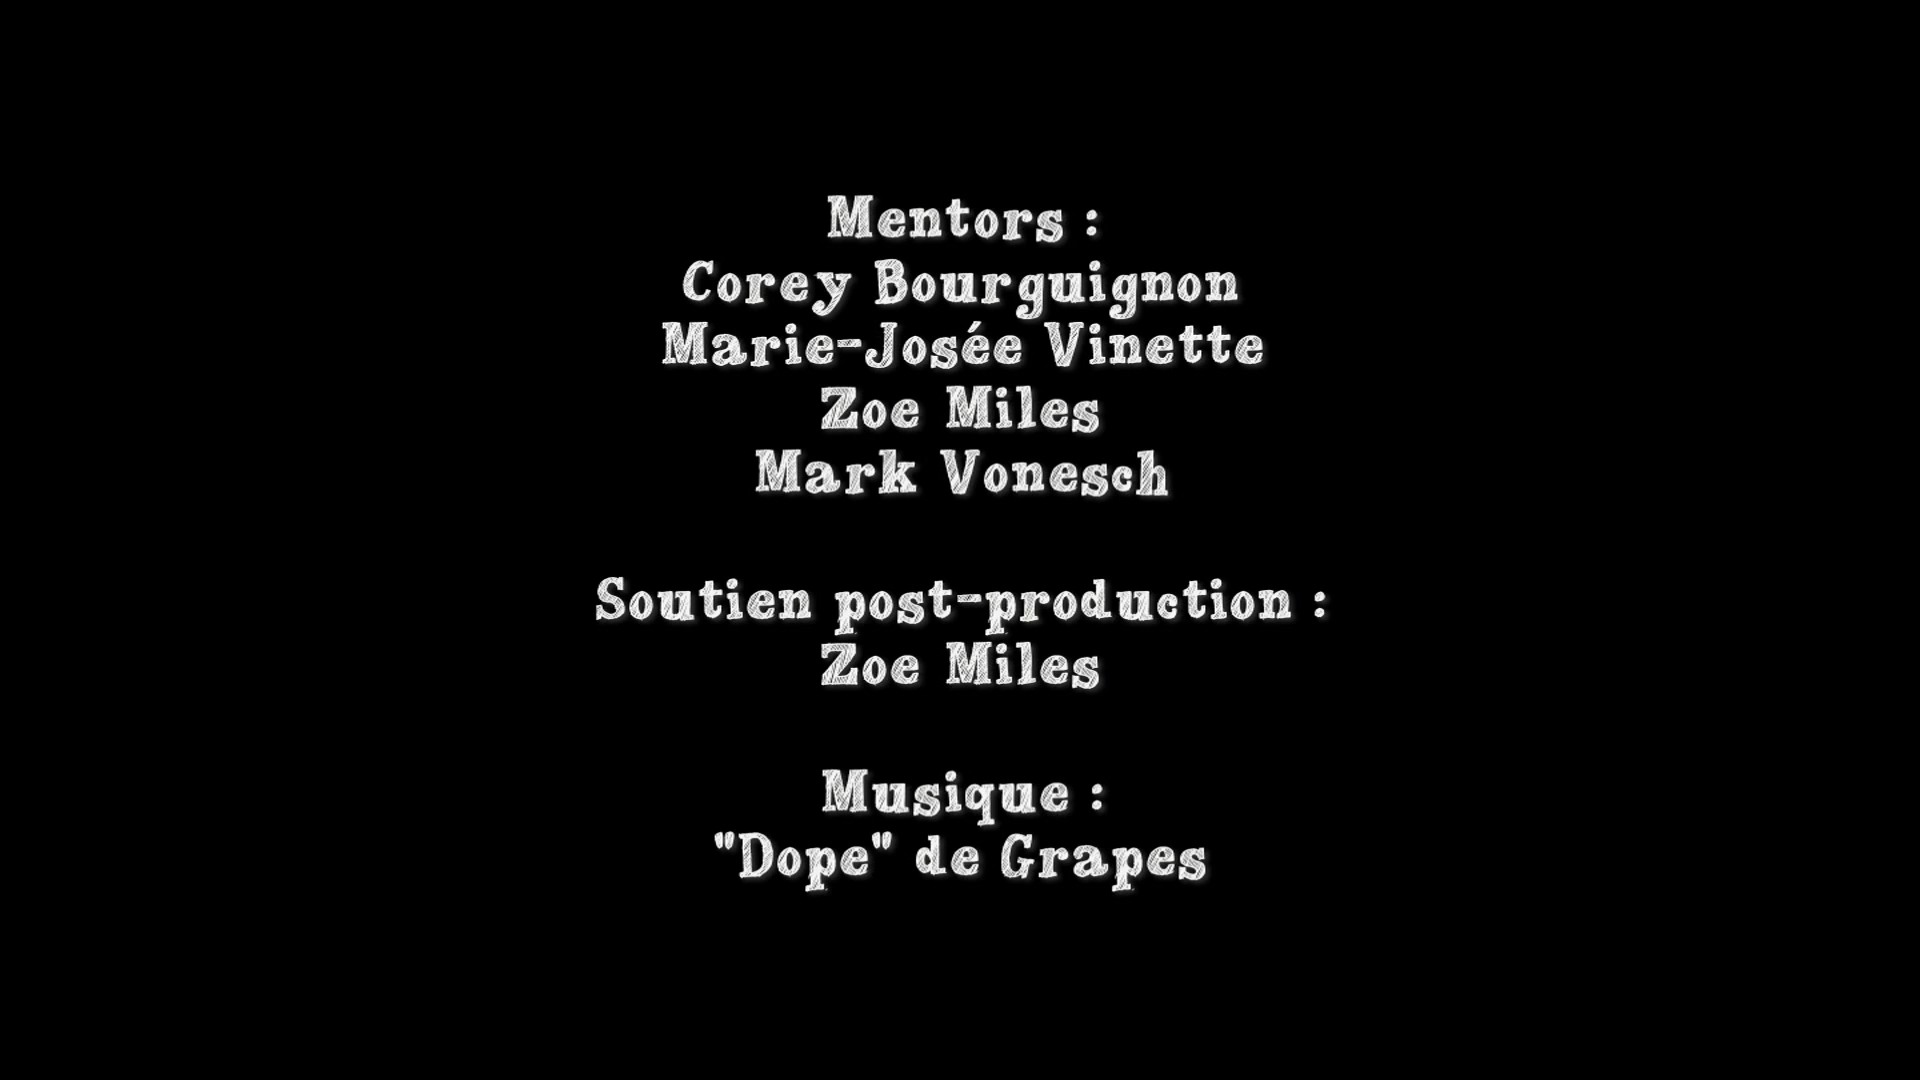 Mentors :
Corey Bourguignon
Marie-Josée Vinette
Zoe Miles
Mark Vonesch
Soutien post-production :
Zoe Miles
Musique :
"Dope" de Grapes